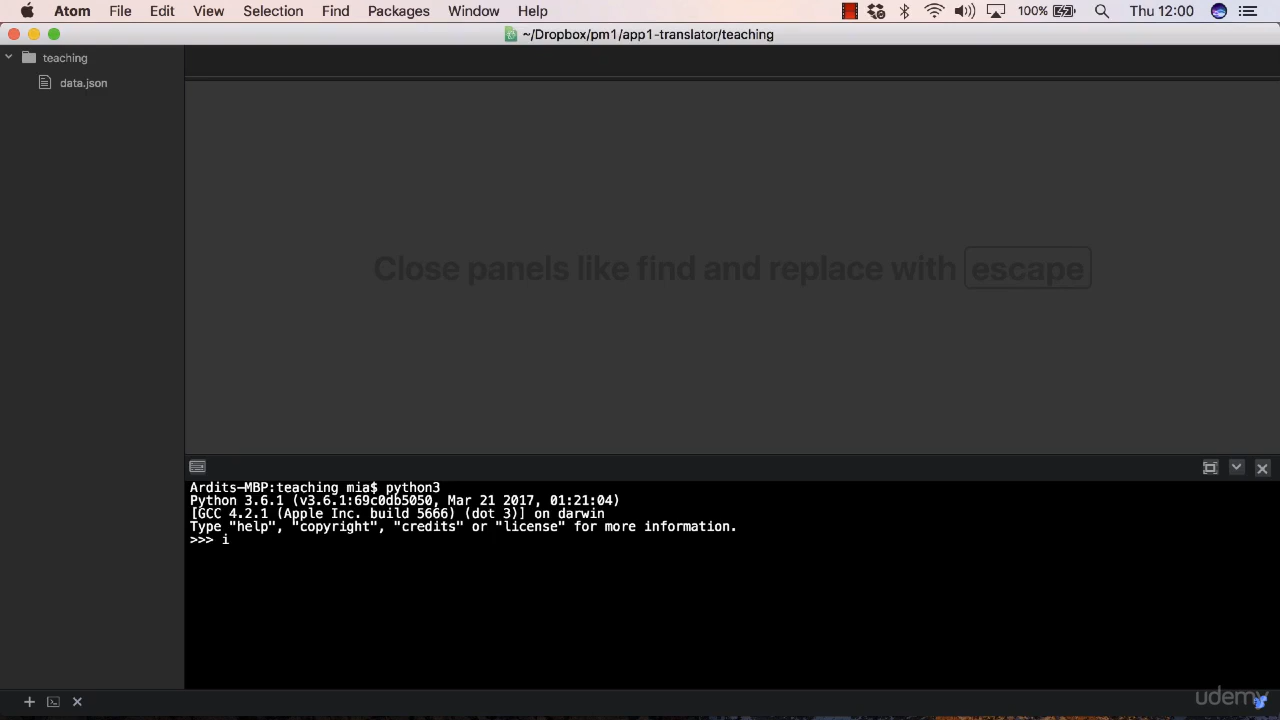 Atom File Edit View Selection Find Packages Window Help 100% Thu 12:00
~/Dropbox/pm1/app1-translator/teaching
teaching
data.json
Close panels like find and replace with escape
Ardits-MBP:teaching mia$ python3
Python 3.6.1 (v3.6.1:69c0db5050, Mar 21 2017, 01:21:04)
[GCC 4.2.1 (Apple Inc. build 5666) (dot 3)] on darwin
Type "help", "copyright", "credits" or "license" for more information.
>>> i
udemy